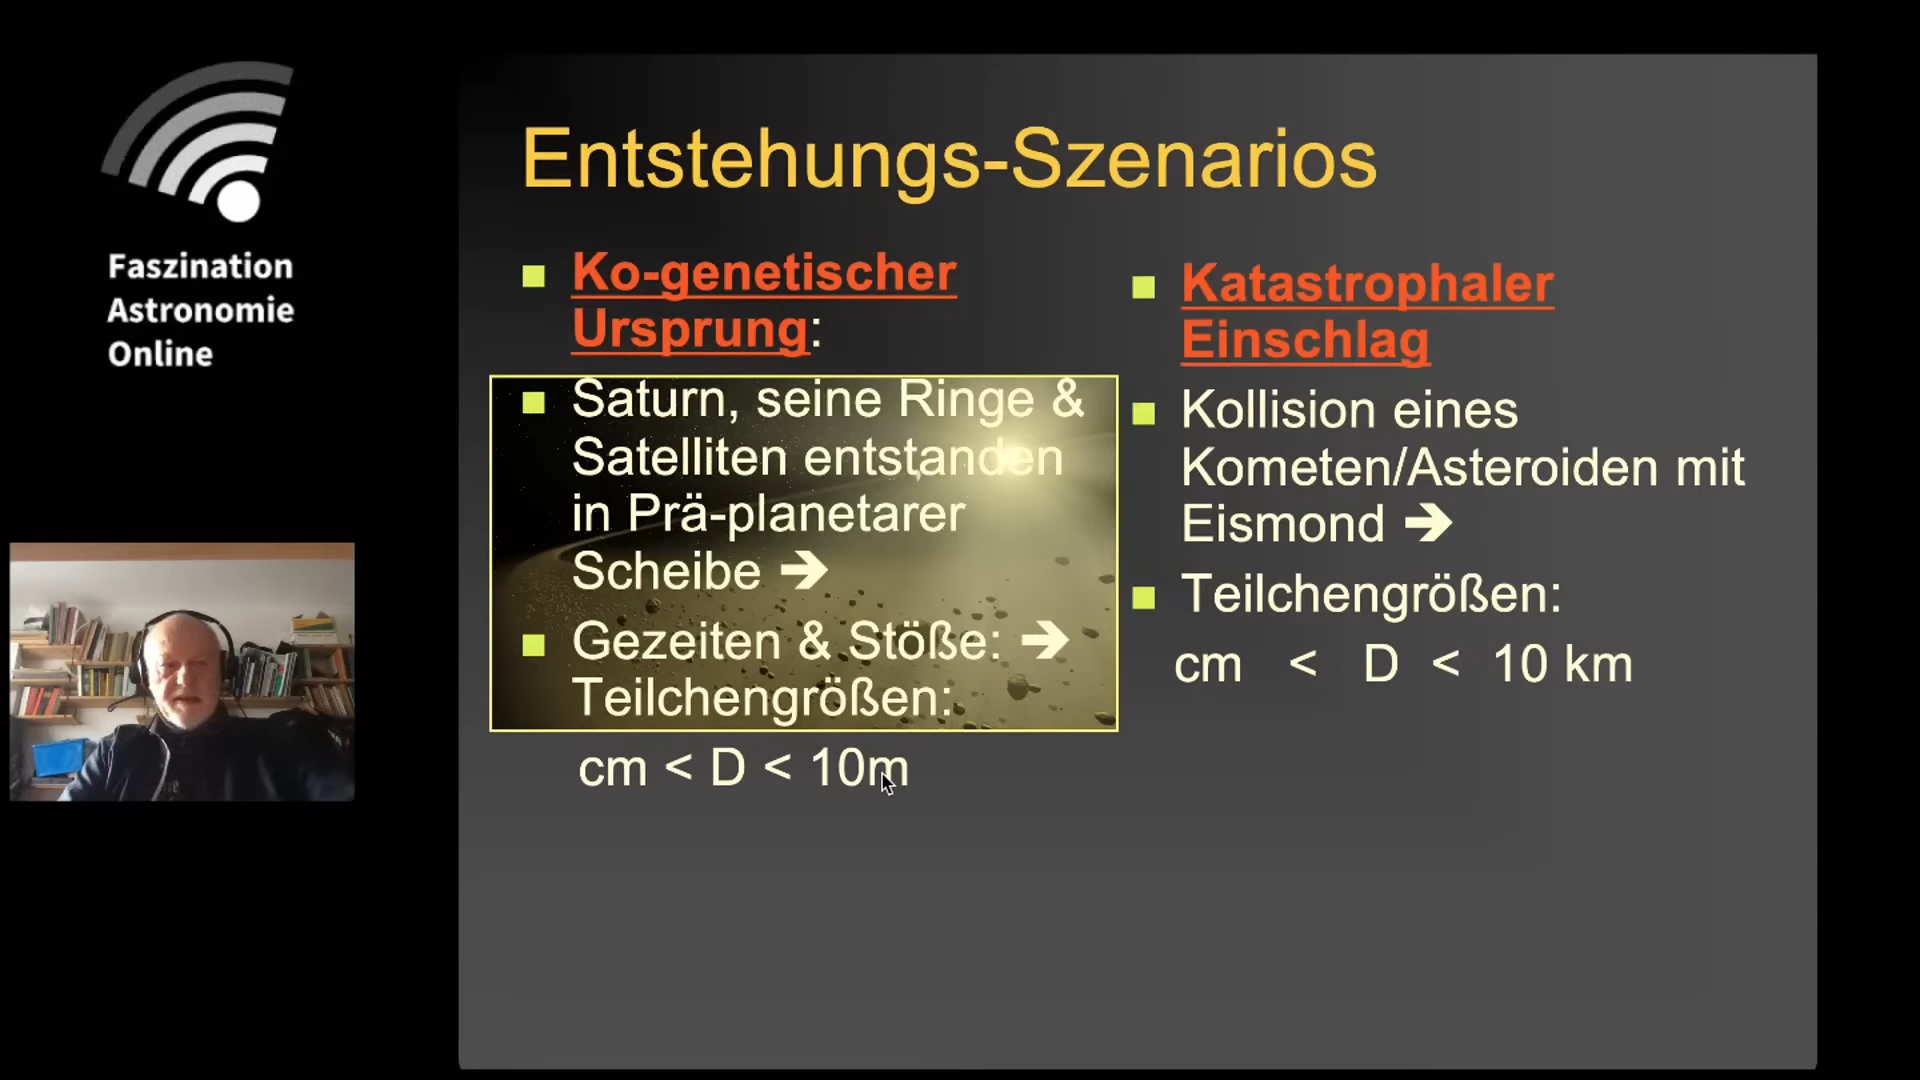 Faszination
Astronomie
Online
Entstehungs-Szenarios
Ko-genetischer
Ursprung:
Saturn, seine Ringe &
Satelliten entstanden
in Prä-planetarer
Scheibe ➔
Gezeiten & Stöße: ➔
Teilchengrößen:
cm < D < 10m
Katastrophaler
Einschlag
Kollision eines
Kometen/Asteroiden mit
Eismond ➔
Teilchengrößen:
cm < D < 10 km